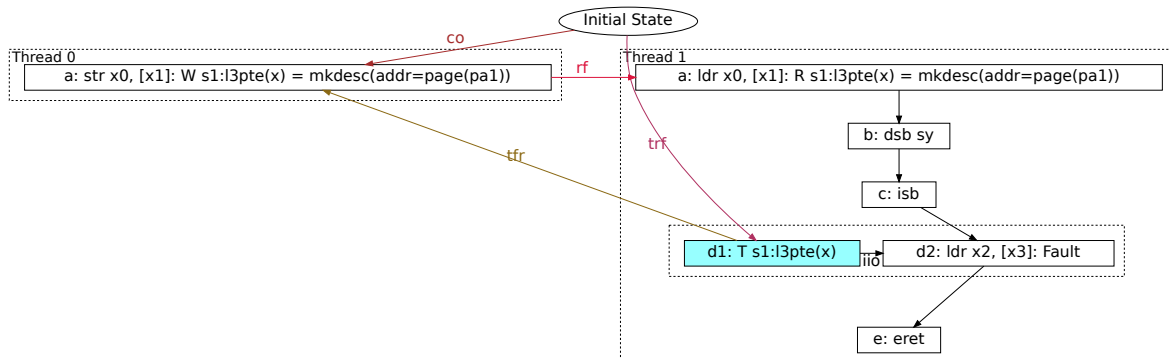 Initial State
co
Thread 0
Thread 1
a: str x0, [x1]: W s1:l3pte(x) = mkdesc(addr=page(pa1))
rf
a: ldr x0, [x1]: R s1:l3pte(x) = mkdesc(addr=page(pa1))
b: dsb sy
trf
tfr
c: isb
d1: T s1:l3pte(x)
iio
d2: ldr x2, [x3]: Fault
e: eret